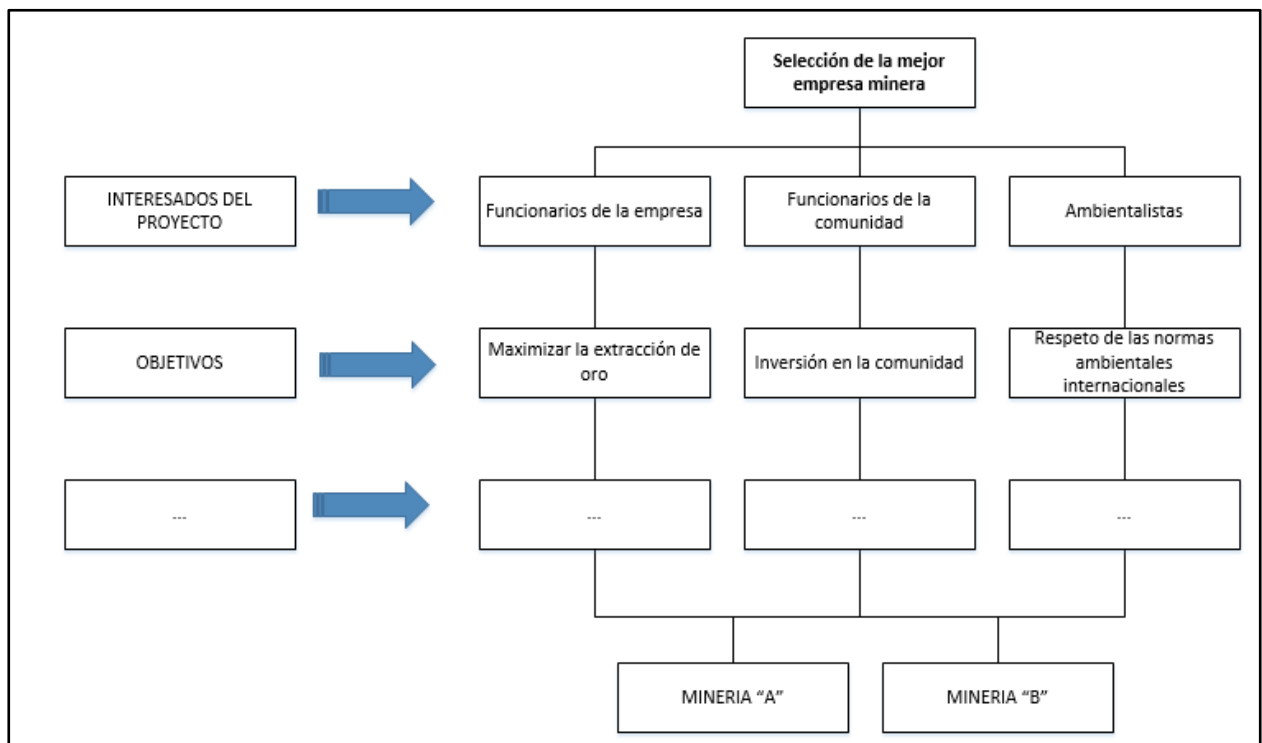 Selección de la mejor
empresa minera
INTERESADOS DEL
PROYECTO
Funcionarios de la empresa
Funcionarios de la
comunidad
Ambientalistas
OBJETIVOS
Maximizar la extracción de
oro
Inversión en la comunidad
Respeto de las normas
ambientales
internacionales
---
---
---
---
MINERIA “A”
MINERIA “B”